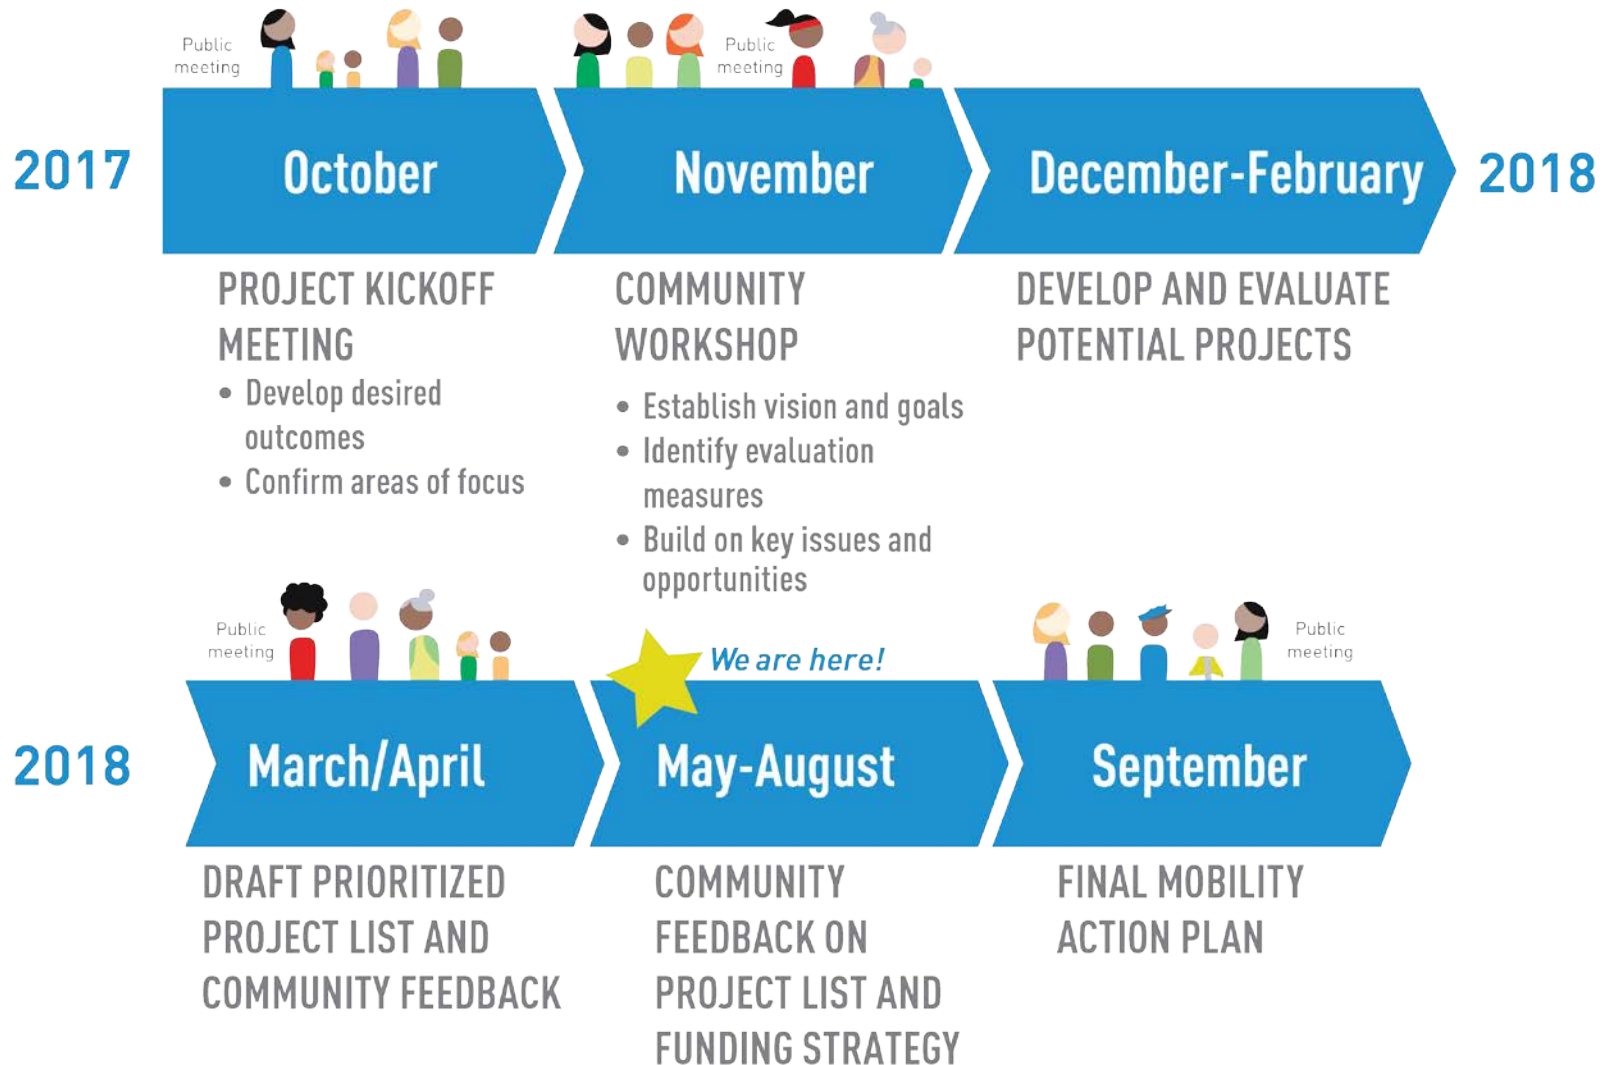 Public
meeting
Public
meeting
2017
October
November
December-February
2018
PROJECT KICKOFF
MEETING
• Develop desired
outcomes
• Confirm areas of focus
COMMUNITY
WORKSHOP
• Establish vision and goals
• Identify evaluation
measures
• Build on key issues and
opportunities
DEVELOP AND EVALUATE
POTENTIAL PROJECTS
Public
meeting
We are here!
Public
meeting
2018
March/April
May-August
September
DRAFT PRIORITIZED
PROJECT LIST AND
COMMUNITY FEEDBACK
COMMUNITY
FEEDBACK ON
PROJECT LIST AND
FUNDING STRATEGY
FINAL MOBILITY
ACTION PLAN